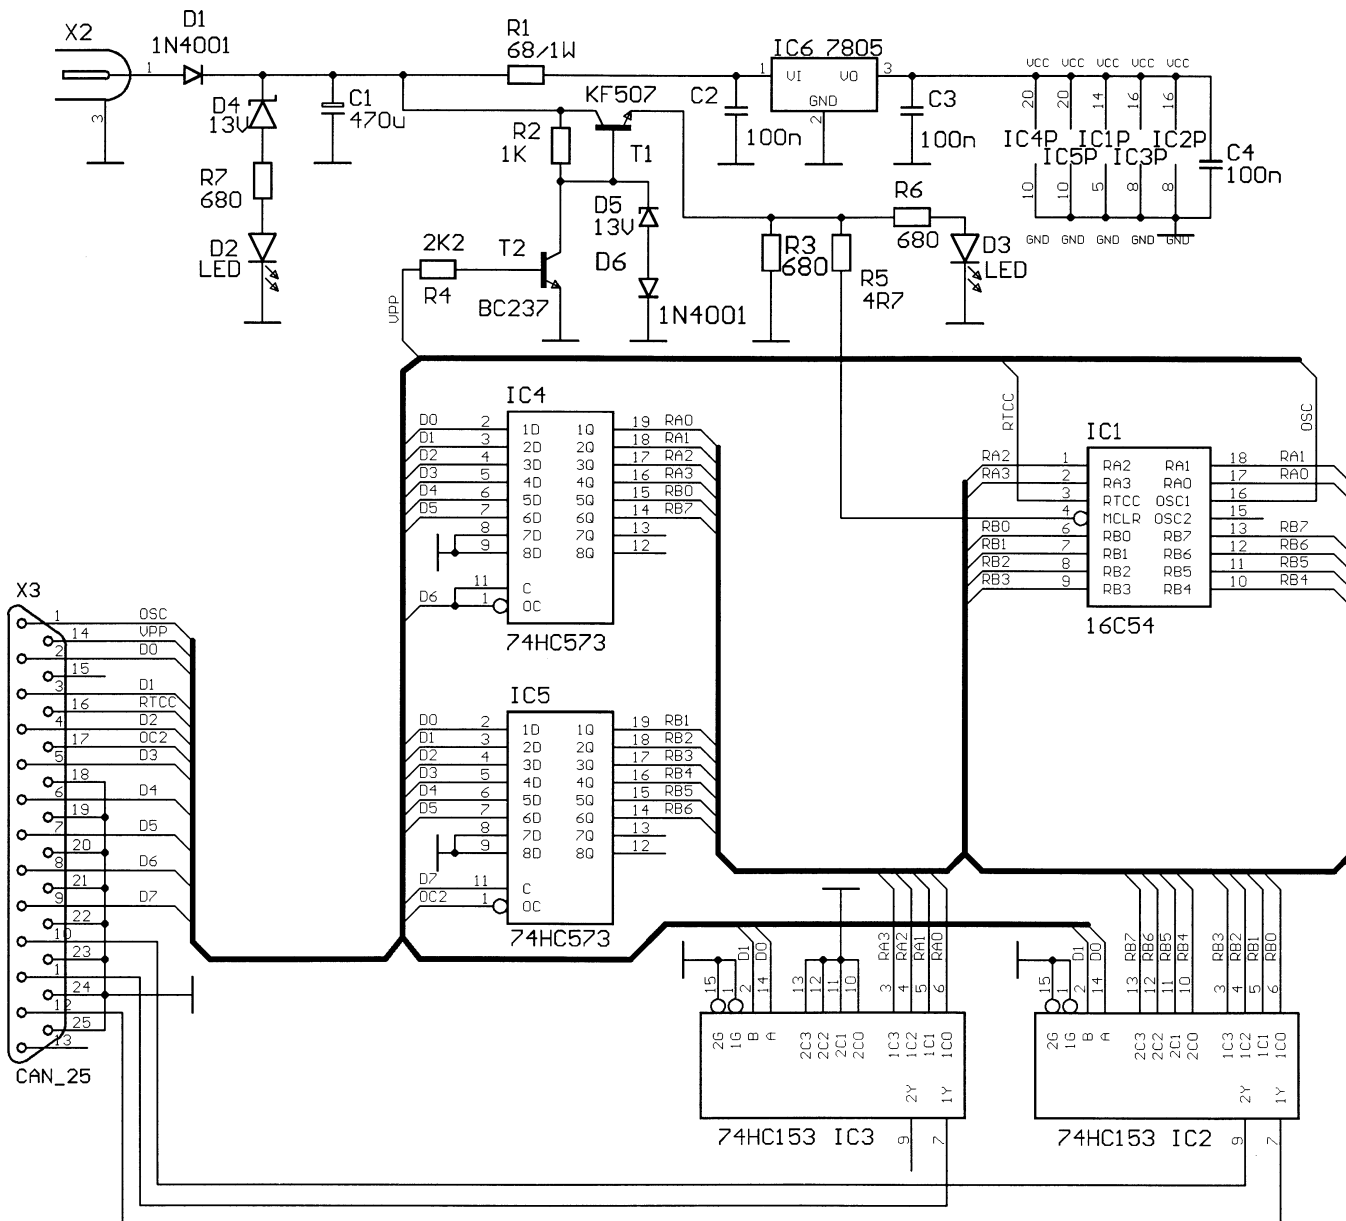 X2
1
3
D1
1N4001
D4
13V
R7
680
D2
LED
C1
470u
R1
68/1W
R2
1K
KF507
T1
C2
100n
IC6 7805
1
VI
VO
3
GND
2
C3
100n
VCC VCC VCC VCC VCC
20 20 14 16 16
IC4P IC1P IC2P
IC5P IC3P
10 10 5 8 8
GND GND GND GND GND
C4
100n
D5
13V
D6
1N4001
2K2
R4
VPP
T2
BC237
R3
680
R5
4R7
R6
680
D3
LED
IC4
D0 2 1D 1Q 19 RA0
D1 3 2D 2Q 18 RA1
D2 4 3D 3Q 17 RA2
D3 5 4D 4Q 16 RA3
D4 6 5D 5Q 15 RB0
D5 7 6D 6Q 14 RB7
8 7D 7Q 13
9 8D 8Q 12
11 C
D6 1 OC
74HC573
RTCC
OSC
IC1
RA2 1 RA2 RA1 18 RA1
RA3 2 RA3 RA0 17 RA0
3 RTCC OSC1 16
4 MCLR OSC2 15
RB0 6 RB0 RB7 13 RB7
RB1 7 RB1 RB6 12 RB6
RB2 8 RB2 RB5 11 RB5
RB3 9 RB3 RB4 10 RB4
16C54
X3
1 OSC
14 VPP
2 D0
15
3 D1
16 RTCC
4 D2
17 OC2
5 D3
18
6 D4
19
7 D5
20
8 D6
21
9 D7
22
10
23
1
24
12
25
13
CAN_25
IC5
D0 2 1D 1Q 19 RB1
D1 3 2D 2Q 18 RB2
D2 4 3D 3Q 17 RB3
D3 5 4D 4Q 16 RB4
D4 6 5D 5Q 15 RB5
D5 7 6D 6Q 14 RB6
8 7D 7Q 13
9 8D 8Q 12
D7 11 C
OC2 1 OC
74HC573
D1 D0 RA3 RA2 RA1 RA0
15 1 2 14 13 12 11 10 3 4 5 6
2G 1G B A 2C3 2C2 2C1 2C0 1C3 1C2 1C1 1C0
2Y 1Y
74HC153 IC3
9 7
D1 D0 RB7 RB6 RB5 RB4 RB3 RB2 RB1 RB0
15 1 2 14 13 12 11 10 3 4 5 6
2G 1G B A 2C3 2C2 2C1 2C0 1C3 1C2 1C1 1C0
2Y 1Y
74HC153 IC2
9 7